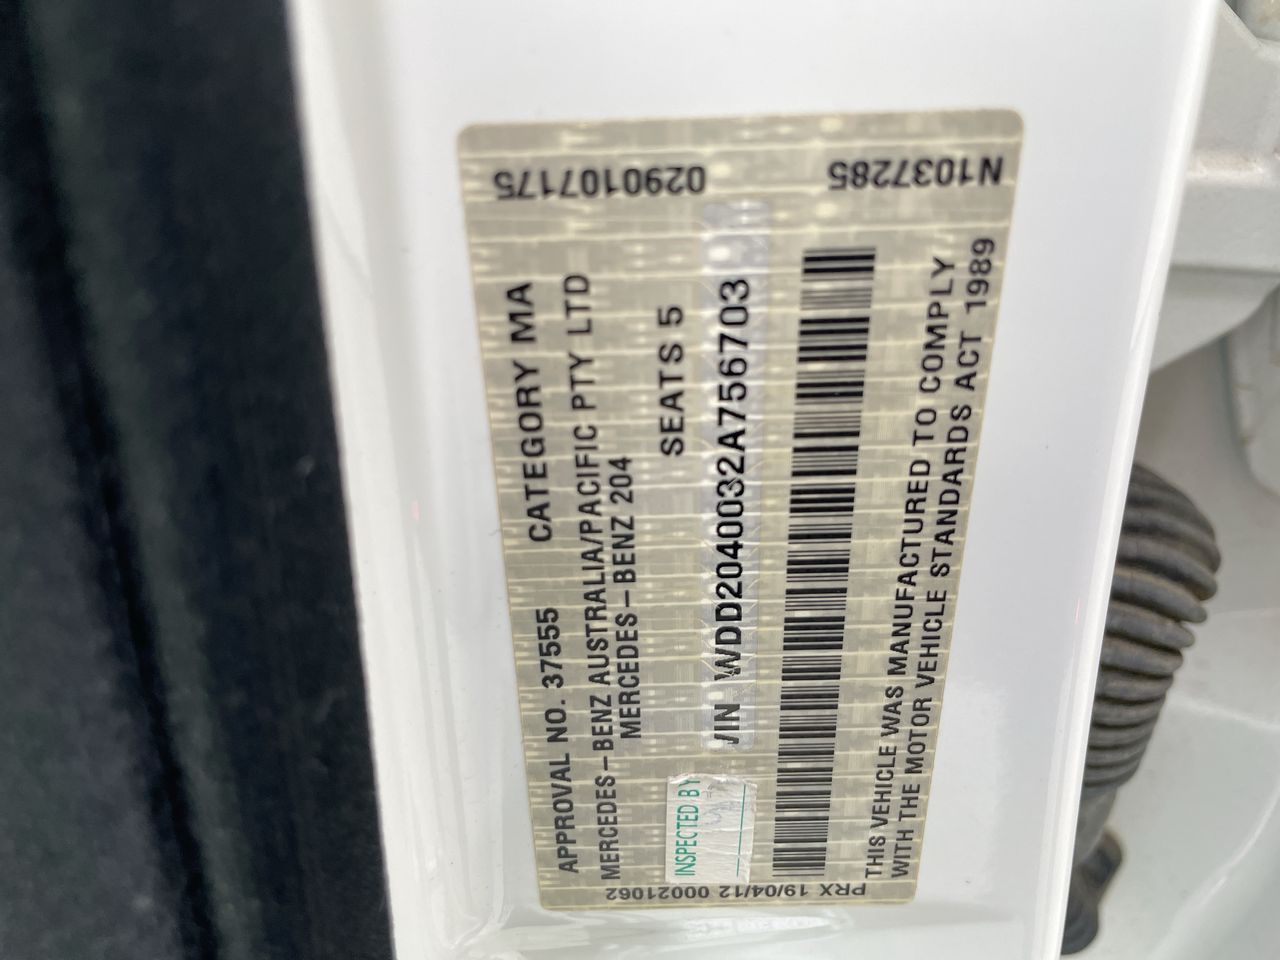 0290107175
N1037285
APPROVAL NO. 37555 CATEGORY MA
MERCEDES-BENZ AUSTRALIA/PACIFIC PTY LTD
MERCEDES-BENZ 204
SEATS 5
VIN WDD2040032A756703
THIS VEHICLE WAS MANUFACTURED TO COMPLY
WITH THE MOTOR VEHICLE STANDARDS ACT 1989
INSPECTED BY
PRX 19/04/12 00021062